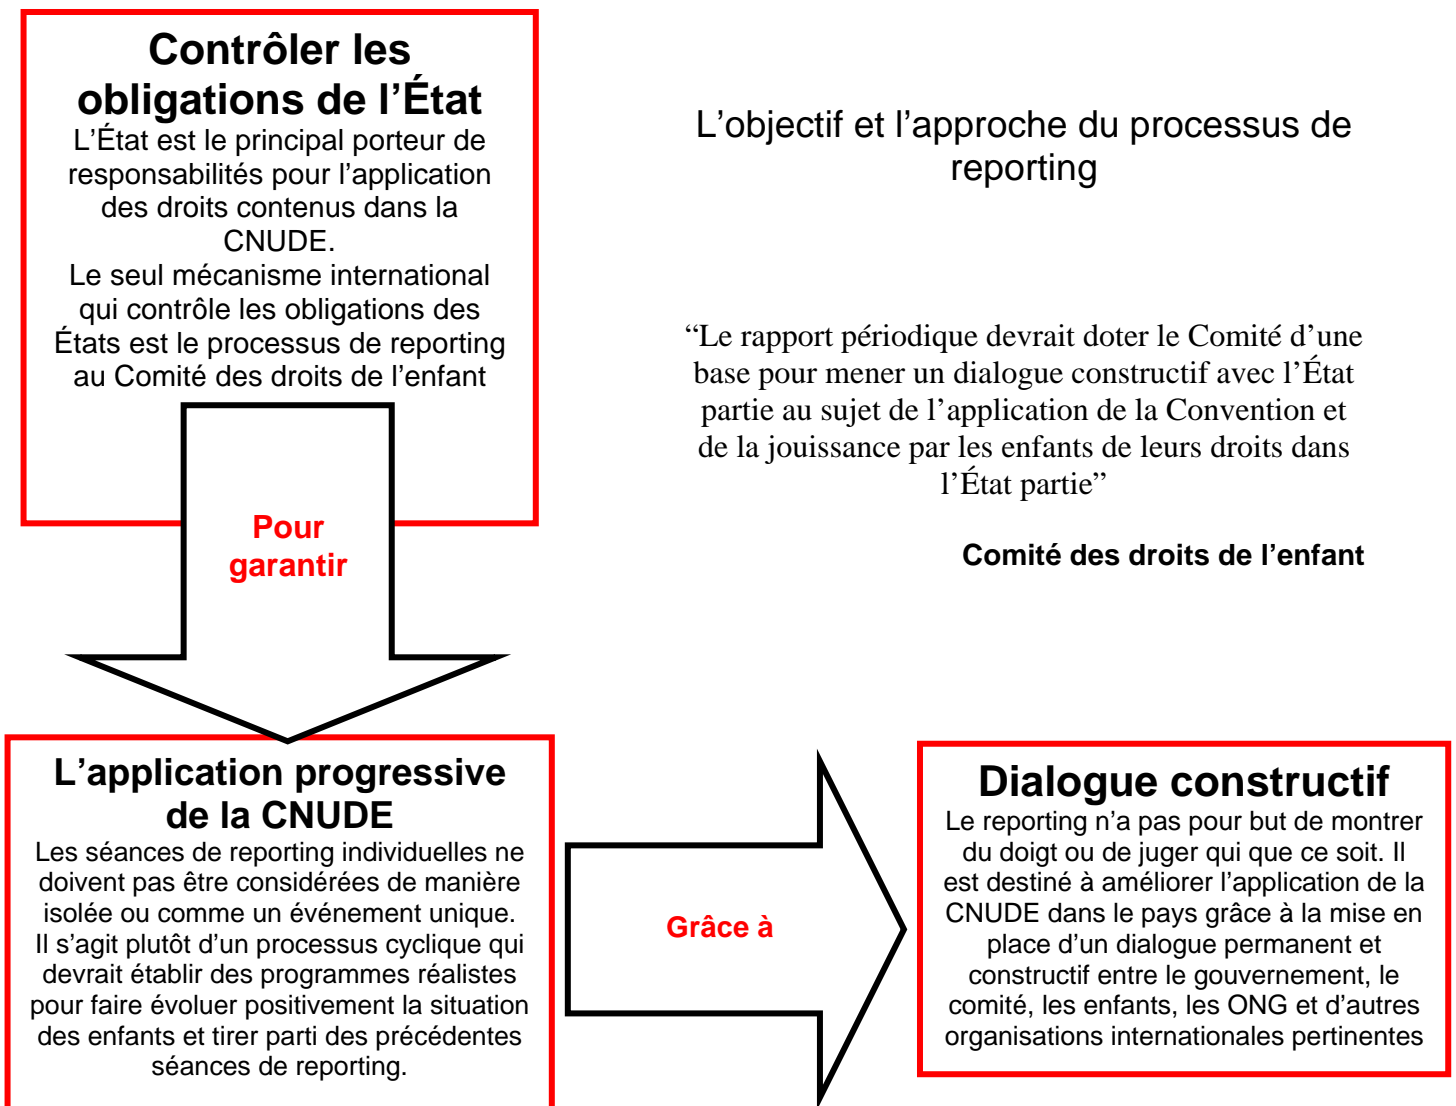 Contrôler les
obligations de l’État
L’État est le principal porteur de
responsabilités pour l’application
des droits contenus dans la
CNUDE.
Le seul mécanisme international
qui contrôle les obligations des
États est le processus de reporting
au Comité des droits de l’enfant
L’objectif et l’approche du processus de
reporting
“Le rapport périodique devrait doter le Comité d’une
base pour mener un dialogue constructif avec l’État
partie au sujet de l’application de la Convention et
de la jouissance par les enfants de leurs droits dans
l’État partie”
Comité des droits de l’enfant
Pour
garantir
L’application progressive
de la CNUDE
Les séances de reporting individuelles ne
doivent pas être considérées de manière
isolée ou comme un événement unique.
Il s’agit plutôt d’un processus cyclique qui
devrait établir des programmes réalistes
pour faire évoluer positivement la situation
des enfants et tirer parti des précédentes
séances de reporting.
Grâce à
Dialogue constructif
Le reporting n’a pas pour but de montrer
du doigt ou de juger qui que ce soit. Il
est destiné à améliorer l’application de la
CNUDE dans le pays grâce à la mise en
place d’un dialogue permanent et
constructif entre le gouvernement, le
comité, les enfants, les ONG et d’autres
organisations internationales pertinentes